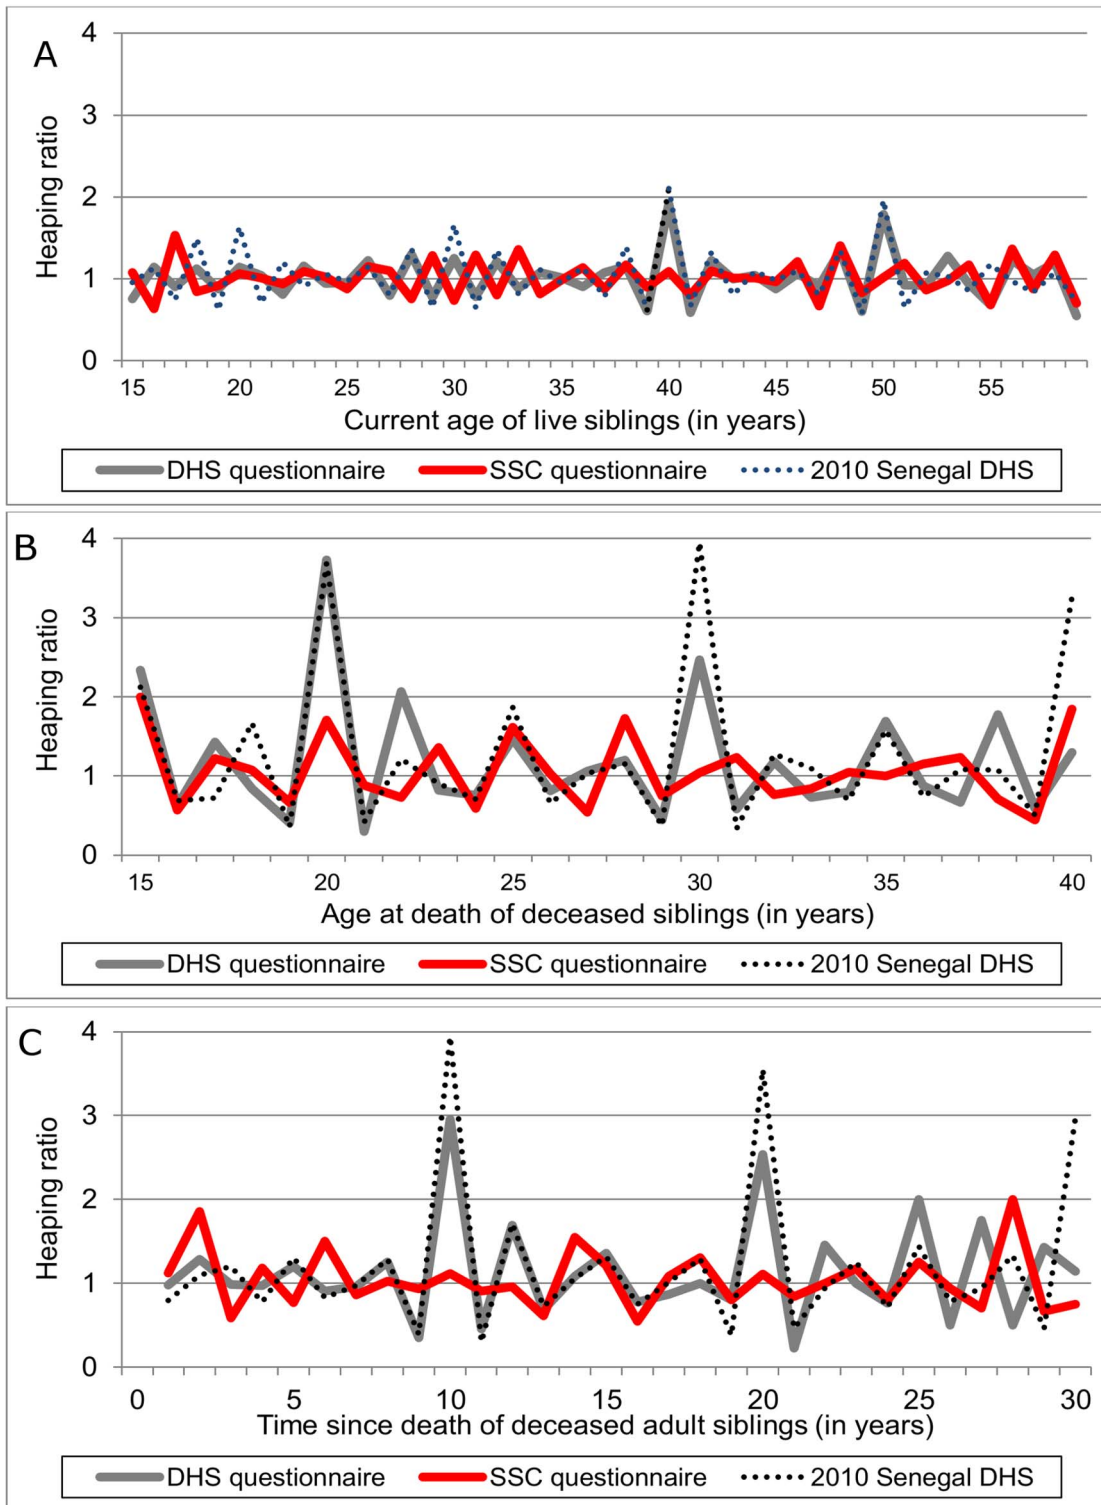 A
4
3
2
1
0
Heaping ratio
15 20 25 30 35 40 45 50 55
Current age of live siblings (in years)
DHS questionnaire SSC questionnaire 2010 Senegal DHS
B
4
3
2
1
0
Heaping ratio
15 20 25 30 35 40
Age at death of deceased siblings (in years)
DHS questionnaire SSC questionnaire 2010 Senegal DHS
C
4
3
2
1
0
Heaping ratio
0 5 10 15 20 25 30
Time since death of deceased adult siblings (in years)
DHS questionnaire SSC questionnaire 2010 Senegal DHS